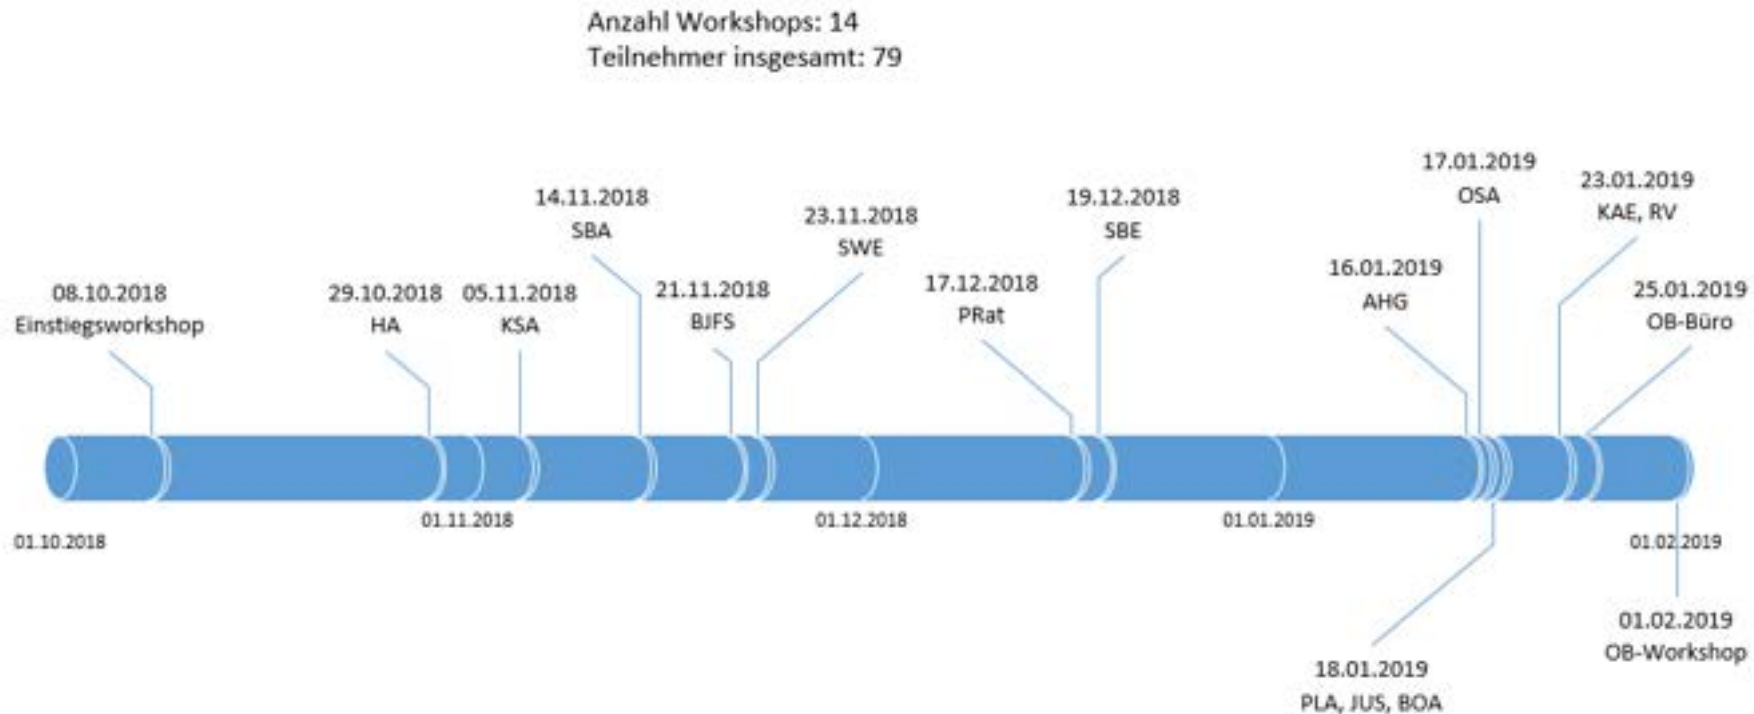 Anzahl Workshops: 14
Teilnehmer insgesamt: 79
08.10.2018
Einstiegsworkshop
29.10.2018
HA
05.11.2018
KSA
14.11.2018
SBA
21.11.2018
BJFS
23.11.2018
SWE
17.12.2018
PRat
19.12.2018
SBE
16.01.2019
AHG
17.01.2019
OSA
23.01.2019
KAE, RV
25.01.2019
OB-Büro
01.10.2018
01.11.2018
01.12.2018
01.01.2019
01.02.2019
18.01.2019
PLA, JUS, BOA
01.02.2019
OB-Workshop